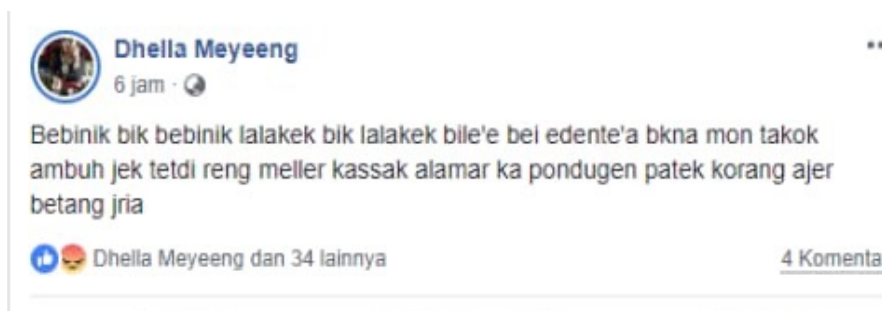 Dhella Meyeeng
6 jam ·
Bebinik bik bebinik lalakek bik lalakek bile'e bei edente'a bkna mon takok
ambuh jek tetdi reng meller kassak alamar ka pondugen patek korang ajer
betang jria
Dhella Meyeeng dan 34 lainnya
4 Komenta